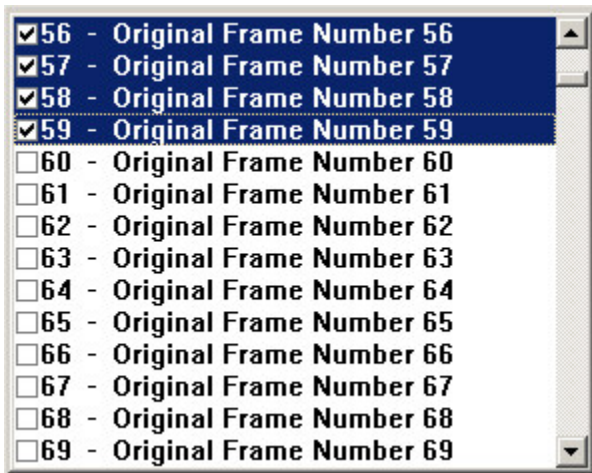 56 - Original Frame Number 56
57 - Original Frame Number 57
58 - Original Frame Number 58
59 - Original Frame Number 59
60 - Original Frame Number 60
61 - Original Frame Number 61
62 - Original Frame Number 62
63 - Original Frame Number 63
64 - Original Frame Number 64
65 - Original Frame Number 65
66 - Original Frame Number 66
67 - Original Frame Number 67
68 - Original Frame Number 68
69 - Original Frame Number 69